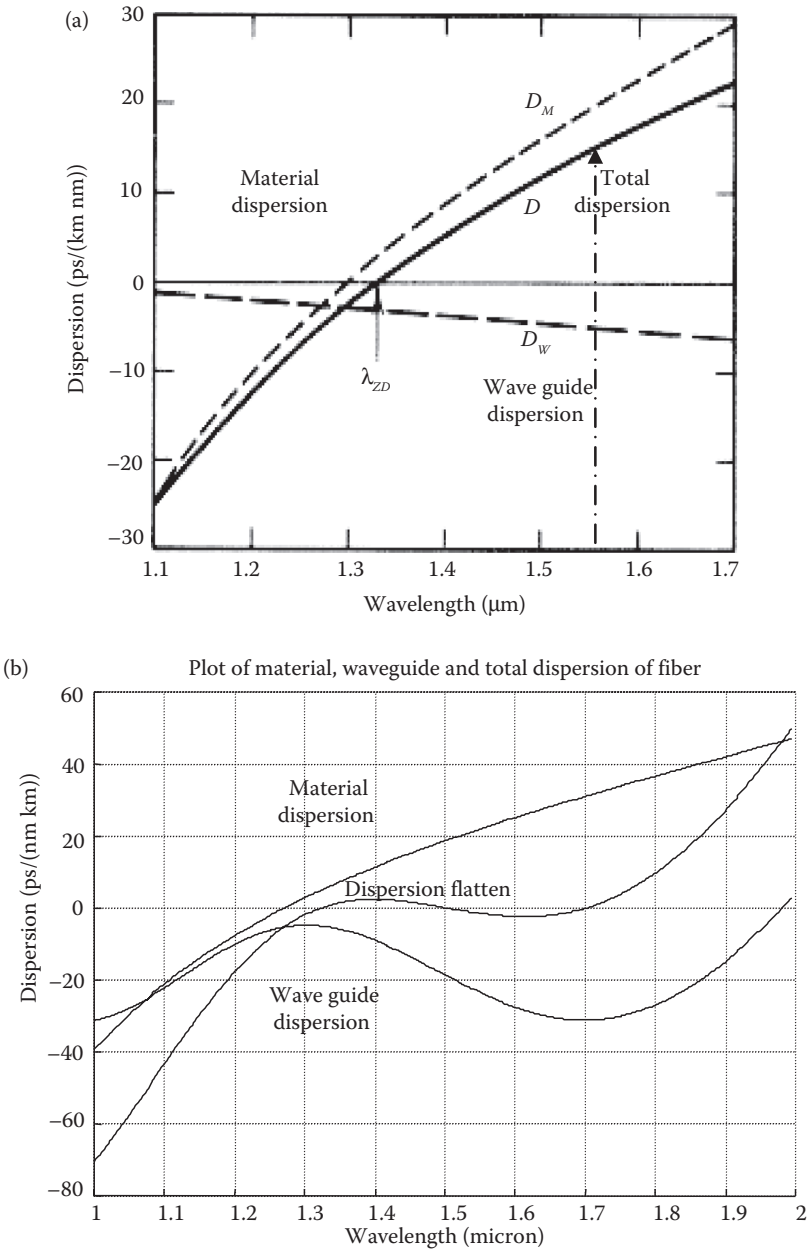 (a)
30
20
10
0
−10
−20
−30
Dispersion (ps/(km nm))
D_M
Material
dispersion
Total
dispersion
D
D_W
λ_ZD
Wave guide
dispersion
1.1 1.2 1.3 1.4 1.5 1.6 1.7
Wavelength (µm)
(b)
Plot of material, waveguide and total dispersion of fiber
60
40
20
0
−20
−40
−60
−80
Dispersion (ps/(nm km))
Material
dispersion
Dispersion flatten
Wave guide
dispersion
1 1.1 1.2 1.3 1.4 1.5 1.6 1.7 1.8 1.9 2
Wavelength (micron)